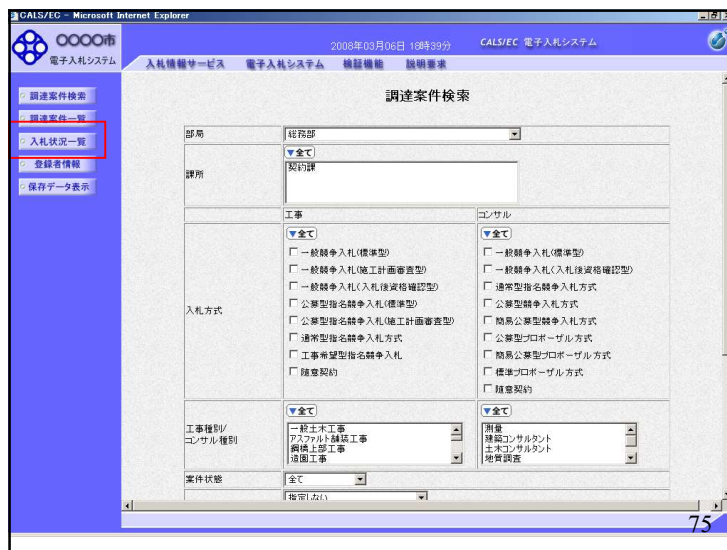 CALS/EC - Microsoft Internet Explorer
〇〇〇〇市
電子入札システム
2008年03月06日 18時39分
CALS/EC 電子入札システム
入札情報サービス 電子入札システム 検証機能 説明要求
調達案件検索
調達案件一覧
入札状況一覧
登録者情報
保存データ表示
調達案件検索
部局 総務部
課所 ▼全て
契約課
工事 コンサル
入札方式
▼全て
一般競争入札(標準型)
一般競争入札(施工計画審査型)
一般競争入札(入札後資格確認型)
公募型指名競争入札(標準型)
公募型指名競争入札(施工計画審査型)
通常型指名競争入札方式
工事希望型指名競争入札
随意契約
▼全て
一般競争入札(標準型)
一般競争入札(入札後資格確認型)
通常型指名競争入札方式
公募型競争入札方式
簡易公募型競争入札方式
公募型プロポーザル方式
簡易公募型プロポーザル方式
標準プロポーザル方式
随意契約
工事種別/
コンサル種別
▼全て
一般土木工事
アスファルト舗装工事
鋼橋上部工事
造園工事
▼全て
測量
建築コンサルタント
土木コンサルタント
地質調査
案件状態 全て
指定しない
75